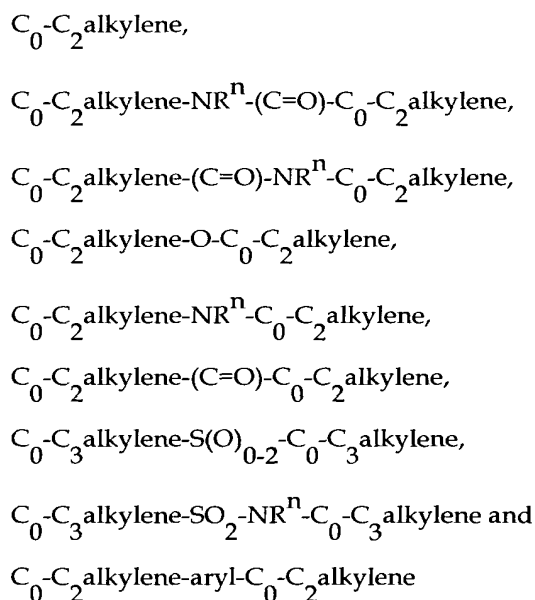 C₀-C₂alkylene,
C₀-C₂alkylene-NRⁿ-(C=O)-C₀-C₂alkylene,
C₀-C₂alkylene-(C=O)-NRⁿ-C₀-C₂alkylene,
C₀-C₂alkylene-O-C₀-C₂alkylene,
C₀-C₂alkylene-NRⁿ-C₀-C₂alkylene,
C₀-C₂alkylene-(C=O)-C₀-C₂alkylene,
C₀-C₃alkylene-S(O)₀₋₂-C₀-C₃alkylene,
C₀-C₃alkylene-SO₂-NRⁿ-C₀-C₃alkylene and
C₀-C₂alkylene-aryl-C₀-C₂alkylene